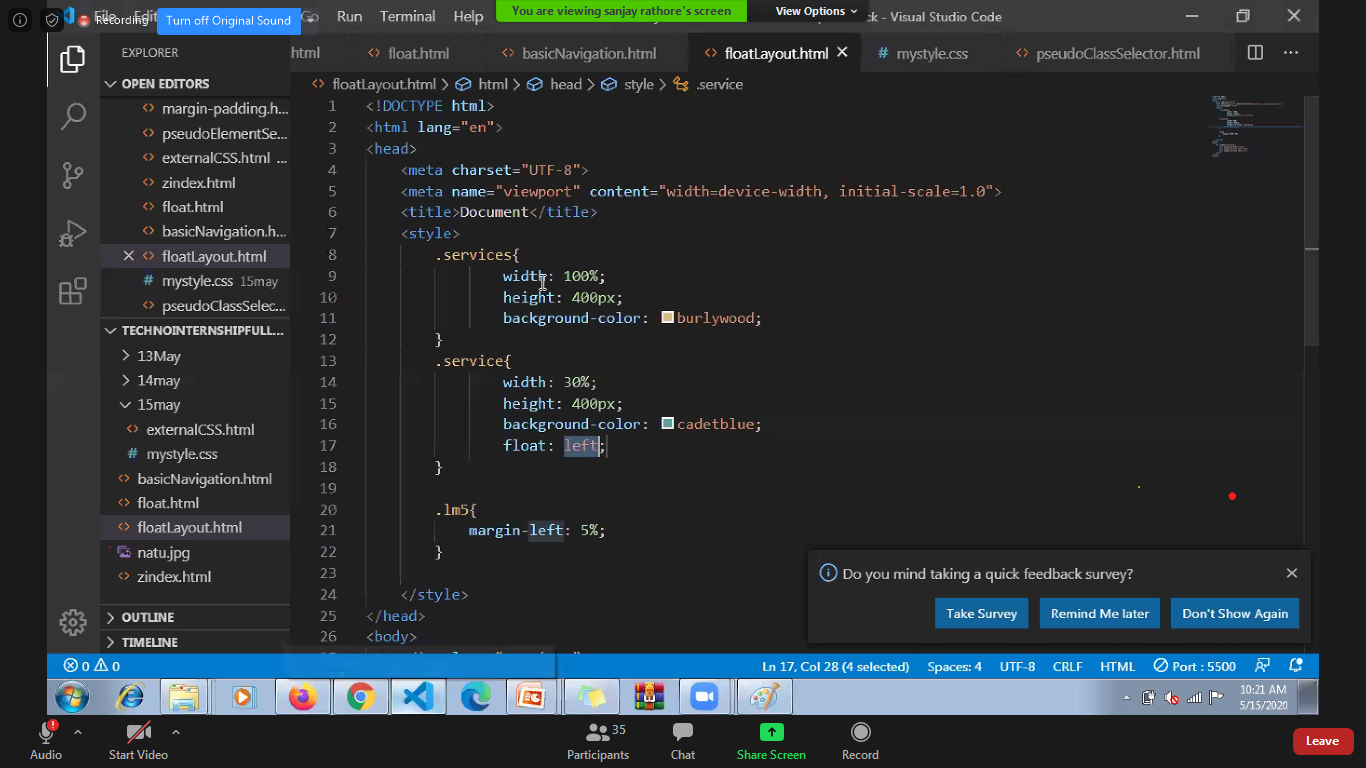 Recording
Turn off Original Sound
Run Terminal Help
You are viewing sanjay rathore's screen
View Options
- Visual Studio Code
EXPLORER
html
float.html
basicNavigation.html
floatLayout.html
mystyle.css
pseudoClassSelector.html
OPEN EDITORS
margin-padding.h...
pseudoElementSe...
externalCSS.html ...
zindex.html
float.html
basicNavigation.h...
floatLayout.html
mystyle.css 15may
pseudoClassSelec...
TECHNOINTERNSHIPFULL...
13May
14may
15may
externalCSS.html
mystyle.css
basicNavigation.html
float.html
floatLayout.html
natu.jpg
zindex.html
OUTLINE
TIMELINE
floatLayout.html > html > head > style > .service
1 <!DOCTYPE html>
2 <html lang="en">
3 <head>
4 <meta charset="UTF-8">
5 <meta name="viewport" content="width=device-width, initial-scale=1.0">
6 <title>Document</title>
7 <style>
8 .services{
9 width: 100%;
10 height: 400px;
11 background-color: burlywood;
12 }
13 .service{
14 width: 30%;
15 height: 400px;
16 background-color: cadetblue;
17 float: left;
18 }
19
20 .lm5{
21 margin-left: 5%;
22 }
23
24 </style>
25 </head>
26 <body>
Do you mind taking a quick feedback survey?
Take Survey
Remind Me later
Don't Show Again
0 0
Ln 17, Col 28 (4 selected)
Spaces: 4
UTF-8
CRLF
HTML
Port : 5500
10:21 AM
5/15/2020
Audio
Start Video
Participants
35
Chat
Share Screen
Record
Leave